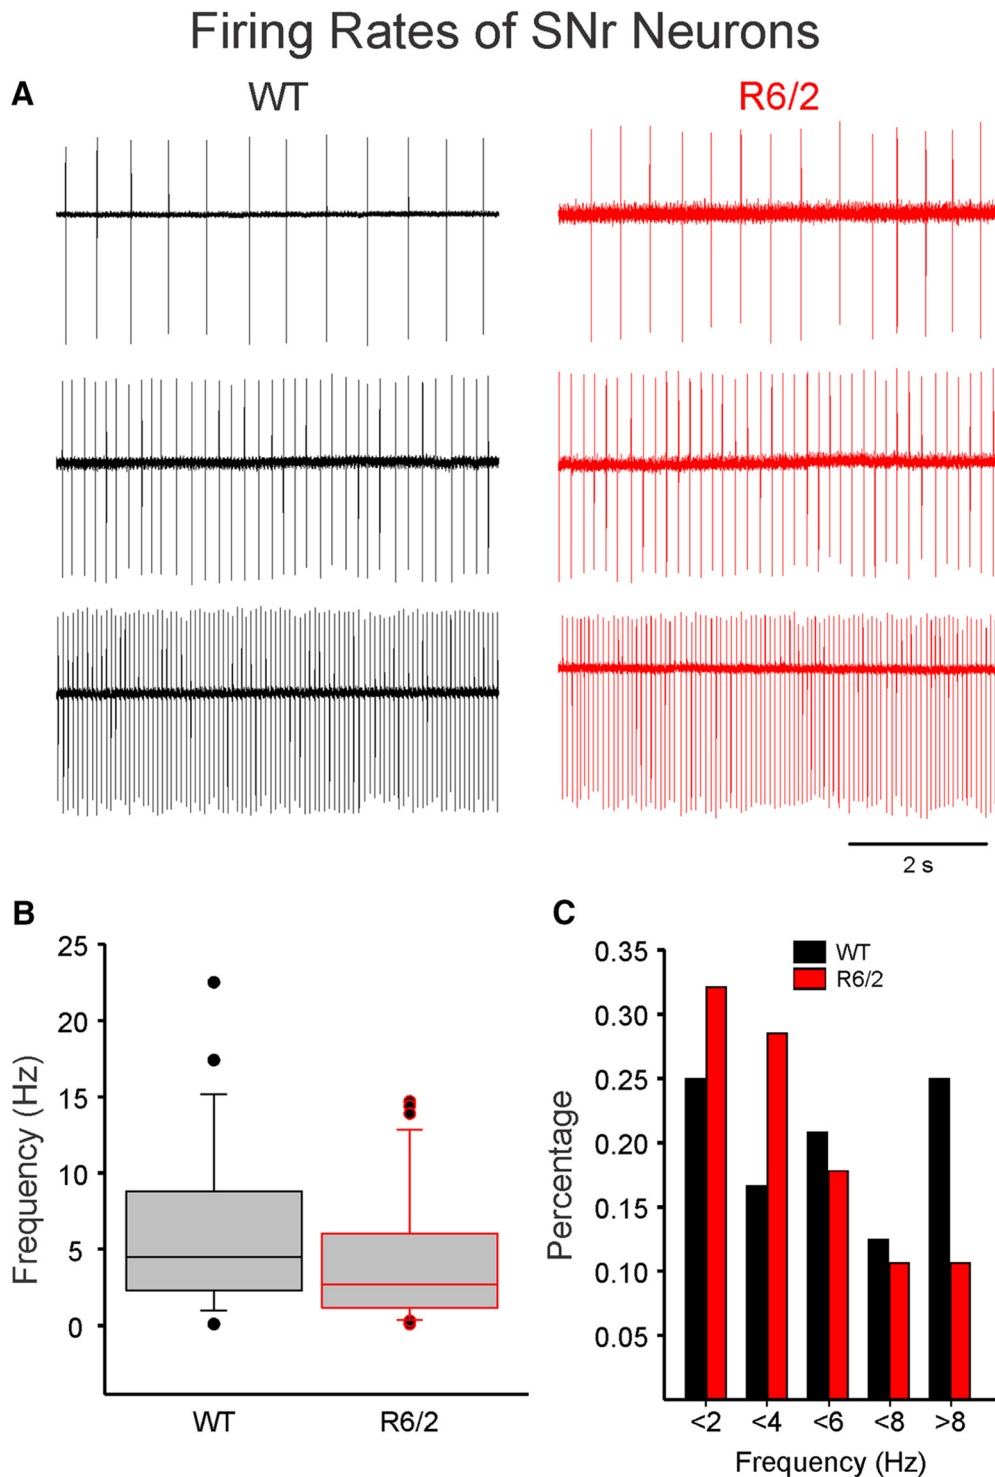 Firing Rates of SNr Neurons
A
WT
R6/2
2 s
B
25
20
15
10
5
0
Frequency (Hz)
WT
R6/2
C
WT
R6/2
0.35
0.30
0.25
0.20
0.15
0.10
0.05
Percentage
<2
<4
<6
<8
>8
Frequency (Hz)